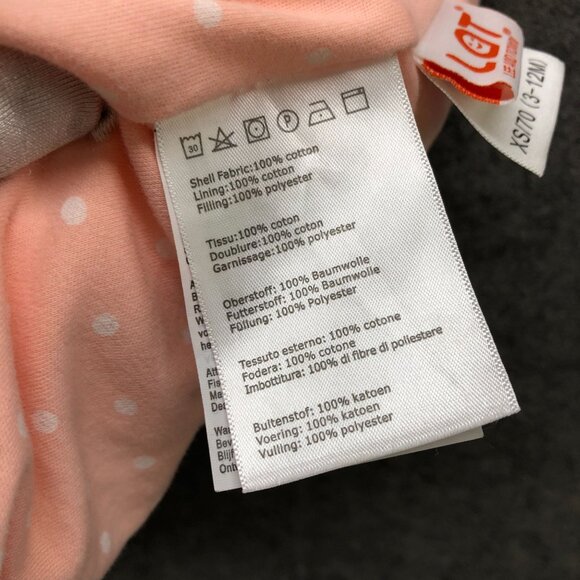 LGT
XS/70 (3-12M)
30
P
Shell Fabric:100% cotton
Lining:100% cotton
Filling:100% polyester
Tissu:100% coton
Doublure:100% coton
Garnissage:100% polyester
Oberstoff: 100% Baumwolle
Futterstoff: 100% Baumwolle
Füllung: 100% Polyester
Tessuto esterno: 100% cotone
Fodera: 100% cotone
Imbottitura: 100% di fibra di poliestere
Buitenstof: 100% katoen
Voering: 100% katoen
Vulling: 100% polyester